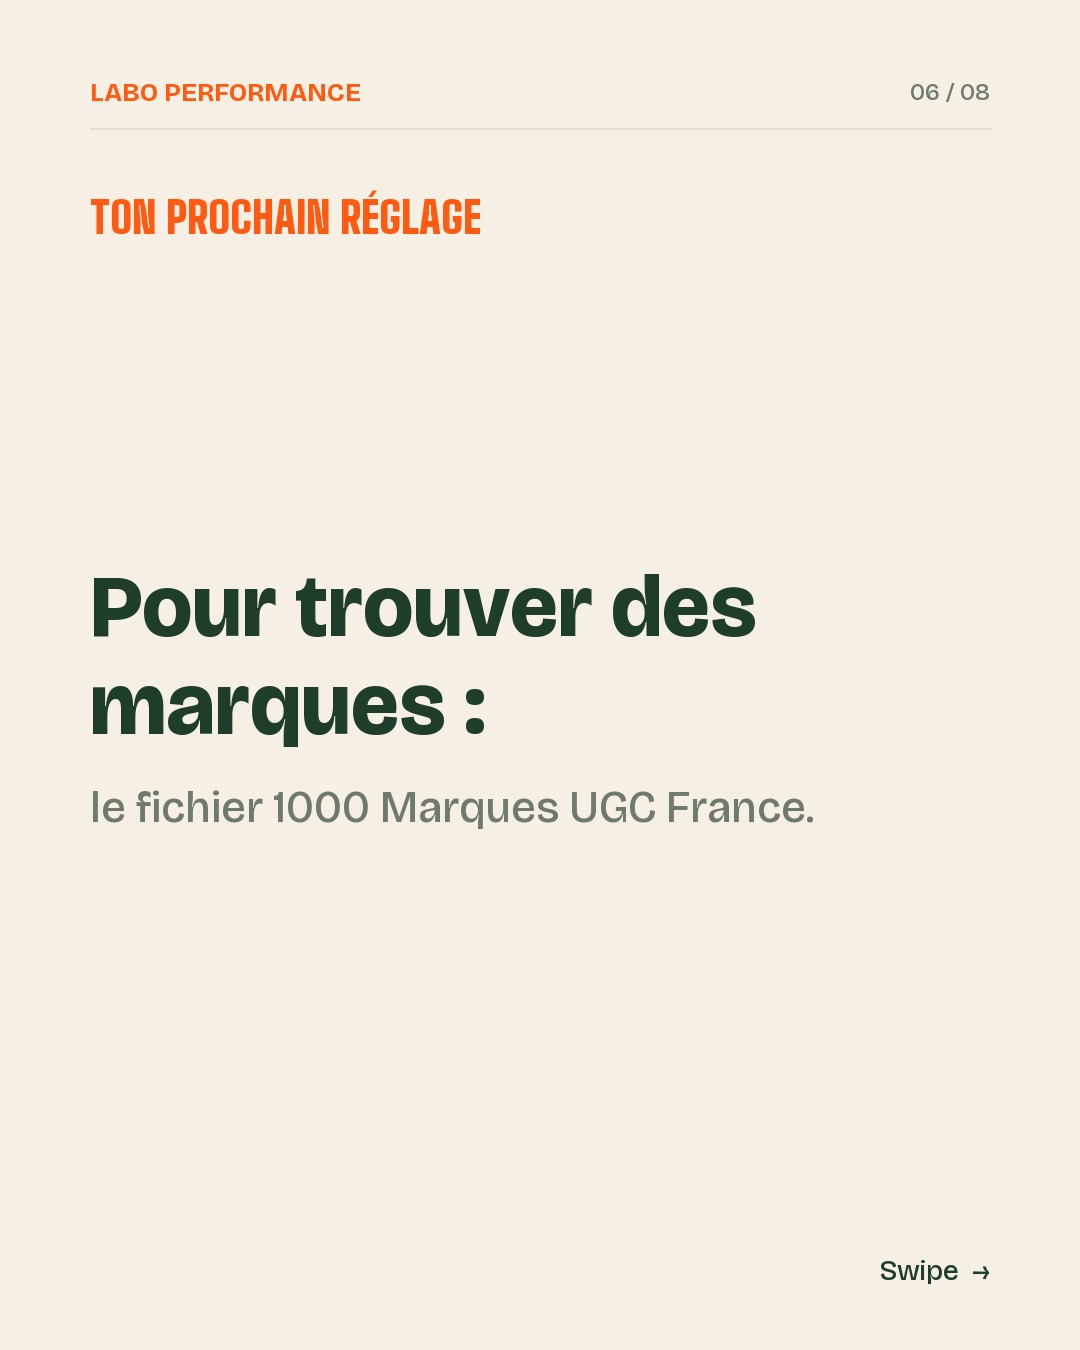 LABO PERFORMANCE
06 / 08
TON PROCHAIN RÉGLAGE
Pour trouver des
marques :
le fichier 1000 Marques UGC France.
Swipe →